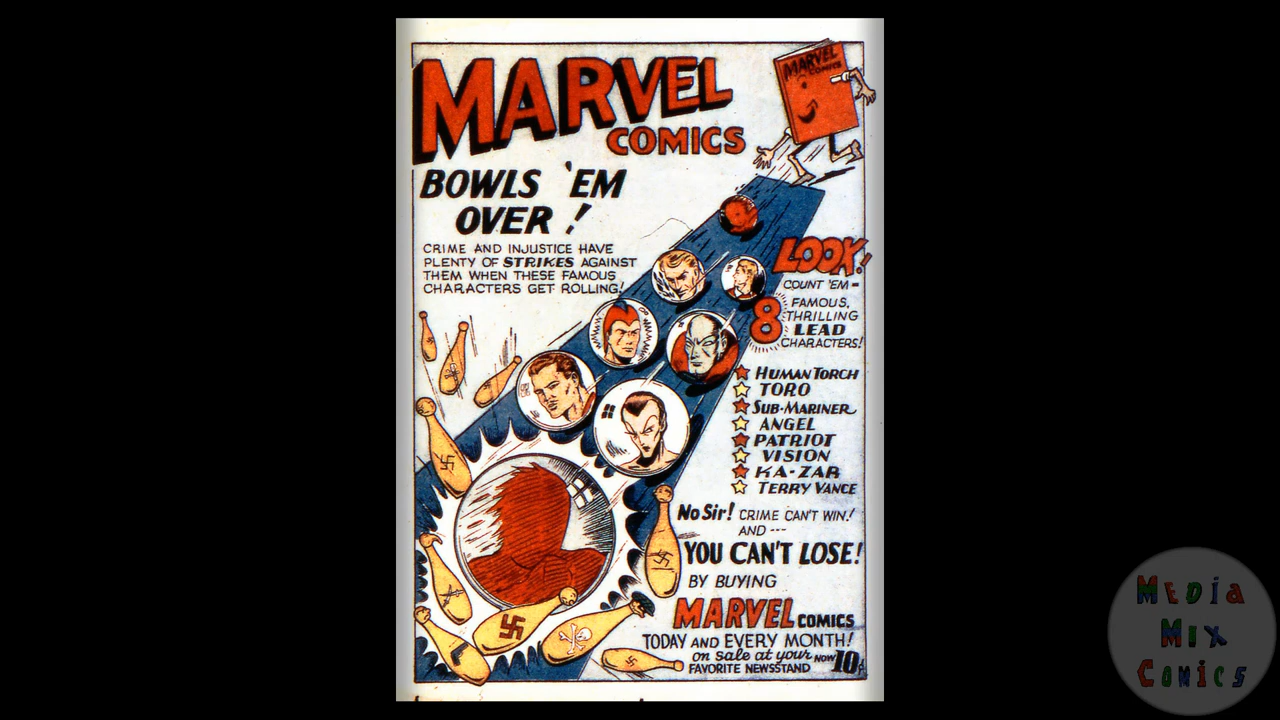 MARVEL
COMICS
MARVEL
COMICS
BOWLS 'EM
OVER!
CRIME AND INJUSTICE HAVE
PLENTY OF STRIKES AGAINST
THEM WHEN THESE FAMOUS
CHARACTERS GET ROLLING!
LOOK!
COUNT 'EM=
8 FAMOUS,
THRILLING
LEAD
CHARACTERS!
HUMAN TORCH
TORO
SUB-MARINER
ANGEL
PATRIOT
VISION
KA-ZAR
TERRY VANCE
No Sir! CRIME CAN'T WIN!
AND ---
YOU CAN'T LOSE!
BY BUYING
MARVEL COMICS
TODAY AND EVERY MONTH!
on sale at your
FAVORITE NEWSSTAND
NOW 10¢
MEDiA
MiX
COMiCS